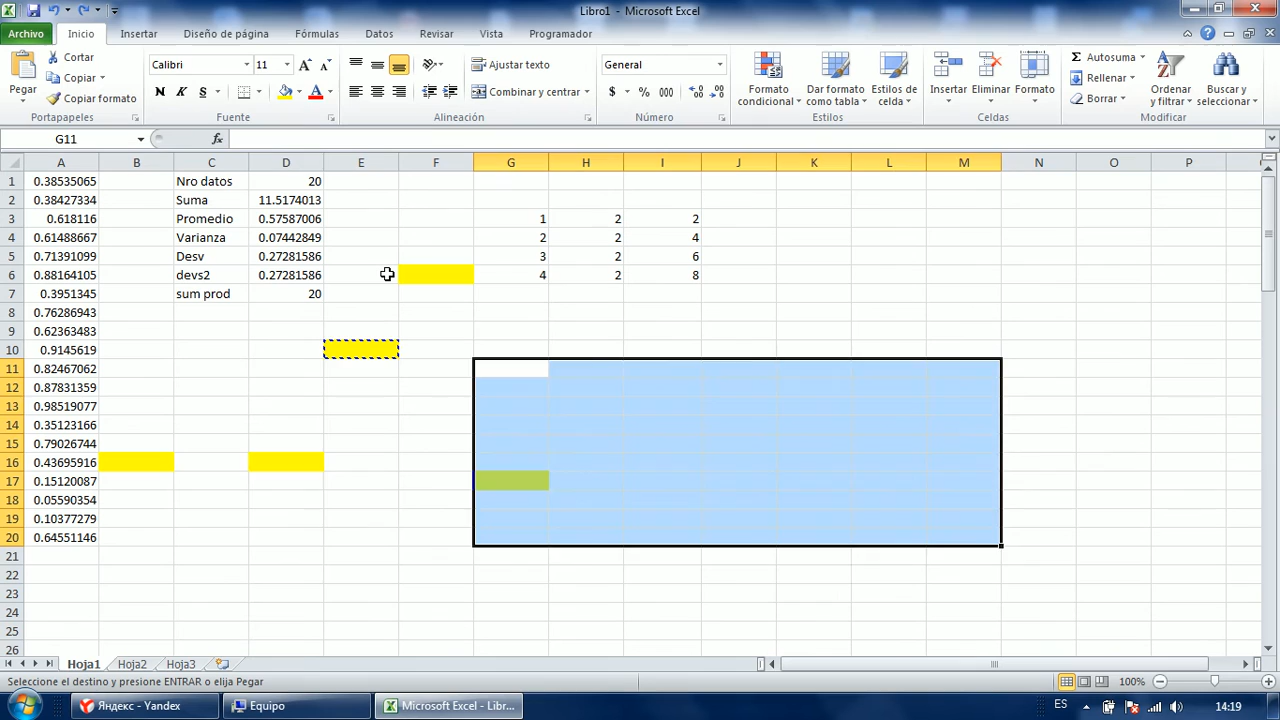 Libro1 - Microsoft Excel
Archivo Inicio Insertar Diseño de página Fórmulas Datos Revisar Vista Programador
Pegar
Cortar
Copiar
Copiar formato
Portapapeles
Calibri 11
N K S
Fuente
Ajustar texto
Combinar y centrar
Alineación
General
$ % 000
Número
Formato condicional
Dar formato como tabla
Estilos de celda
Estilos
Insertar Eliminar Formato
Celdas
Σ Autosuma
Rellenar
Borrar
Ordenar y filtrar
Buscar y seleccionar
Modificar
G11 fx
A B C D E F G H I J K L M N O P
1 0.38535065 Nro datos 20
2 0.38427334 Suma 11.5174013
3 0.618116 Promedio 0.57587006 1 2 2
4 0.61488667 Varianza 0.07442849 2 2 4
5 0.71391099 Desv 0.27281586 3 2 6
6 0.88164105 devs2 0.27281586 4 2 8
7 0.3951345 sum prod 20
8 0.76286943
9 0.62363483
10 0.9145619
11 0.82467062
12 0.87831359
13 0.98519077
14 0.35123166
15 0.79026744
16 0.43695916
17 0.15120087
18 0.05590354
19 0.10377279
20 0.64551146
21
22
23
24
25
26
Hoja1 Hoja2 Hoja3
Seleccione el destino y presione ENTRAR o elija Pegar 100%
Яндекс - Yandex Equipo Microsoft Excel - Libr... ES 14:19